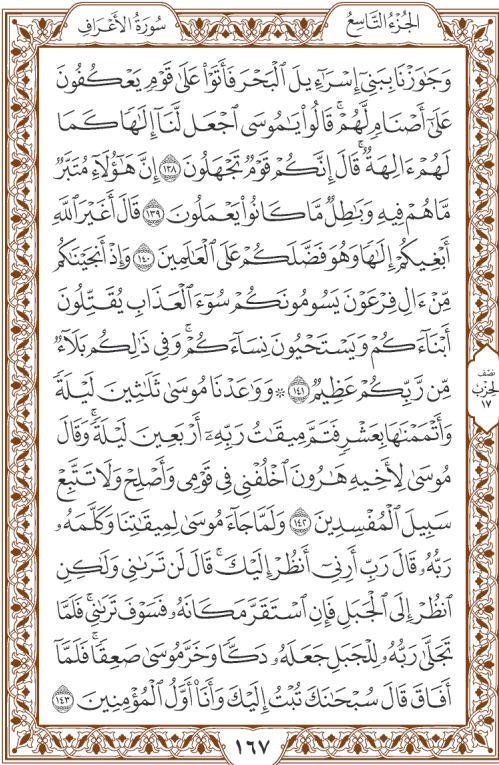 الجُزْءُ التَّاسِعُ
سُورَةُ الأَعْرَافِ
وَجَٰوَزْنَا بِبَنِىٓ إِسْرَٰٓءِيلَ ٱلْبَحْرَ فَأَتَوْا۟ عَلَىٰ قَوْمٍ يَعْكُفُونَ
عَلَىٰٓ أَصْنَامٍ لَّهُمْ ۚ قَالُوا۟ يَٰمُوسَى ٱجْعَل لَّنَآ إِلَٰهًا كَمَا
لَهُمْ ءَالِهَةٌ ۚ قَالَ إِنَّكُمْ قَوْمٌ تَجْهَلُونَ ١٣٨ إِنَّ هَٰٓؤُلَآءِ مُتَبَّرٌ
مَّا هُمْ فِيهِ وَبَٰطِلٌ مَّا كَانُوا۟ يَعْمَلُونَ ١٣٩ قَالَ أَغَيْرَ ٱللَّهِ
أَبْغِيكُمْ إِلَٰهًا وَهُوَ فَضَّلَكُمْ عَلَى ٱلْعَٰلَمِينَ ١٤٠ وَإِذْ أَنجَيْنَٰكُم
مِّنْ ءَالِ فِرْعَوْنَ يَسُومُونَكُمْ سُوٓءَ ٱلْعَذَابِ يُقَتِّلُونَ
أَبْنَآءَكُمْ وَيَسْتَحْيُونَ نِسَآءَكُمْ ۚ وَفِى ذَٰلِكُم بَلَآءٌ
مِّن رَّبِّكُمْ عَظِيمٌ ١٤١ ۞ وَوَٰعَدْنَا مُوسَىٰ ثَلَٰثِينَ لَيْلَةً
وَأَتْمَمْنَٰهَا بِعَشْرٍ فَتَمَّ مِيقَٰتُ رَبِّهِۦٓ أَرْبَعِينَ لَيْلَةً ۚ وَقَالَ
مُوسَىٰ لِأَخِيهِ هَٰرُونَ ٱخْلُفْنِى فِى قَوْمِى وَأَصْلِحْ وَلَا تَتَّبِعْ
سَبِيلَ ٱلْمُفْسِدِينَ ١٤٢ وَلَمَّا جَآءَ مُوسَىٰ لِمِيقَٰتِنَا وَكَلَّمَهُۥ
رَبُّهُۥ قَالَ رَبِّ أَرِنِىٓ أَنظُرْ إِلَيْكَ ۚ قَالَ لَن تَرَىٰنِى وَلَٰكِنِ
ٱنظُرْ إِلَى ٱلْجَبَلِ فَإِنِ ٱسْتَقَرَّ مَكَانَهُۥ فَسَوْفَ تَرَىٰنِى ۚ فَلَمَّا
تَجَلَّىٰ رَبُّهُۥ لِلْجَبَلِ جَعَلَهُۥ دَكًّا وَخَرَّ مُوسَىٰ صَعِقًا ۚ فَلَمَّآ
أَفَاقَ قَالَ سُبْحَٰنَكَ تُبْتُ إِلَيْكَ وَأَنَا۠ أَوَّلُ ٱلْمُؤْمِنِينَ ١٤٣
نِصْف
الحِزْب
١٧
١٦٧